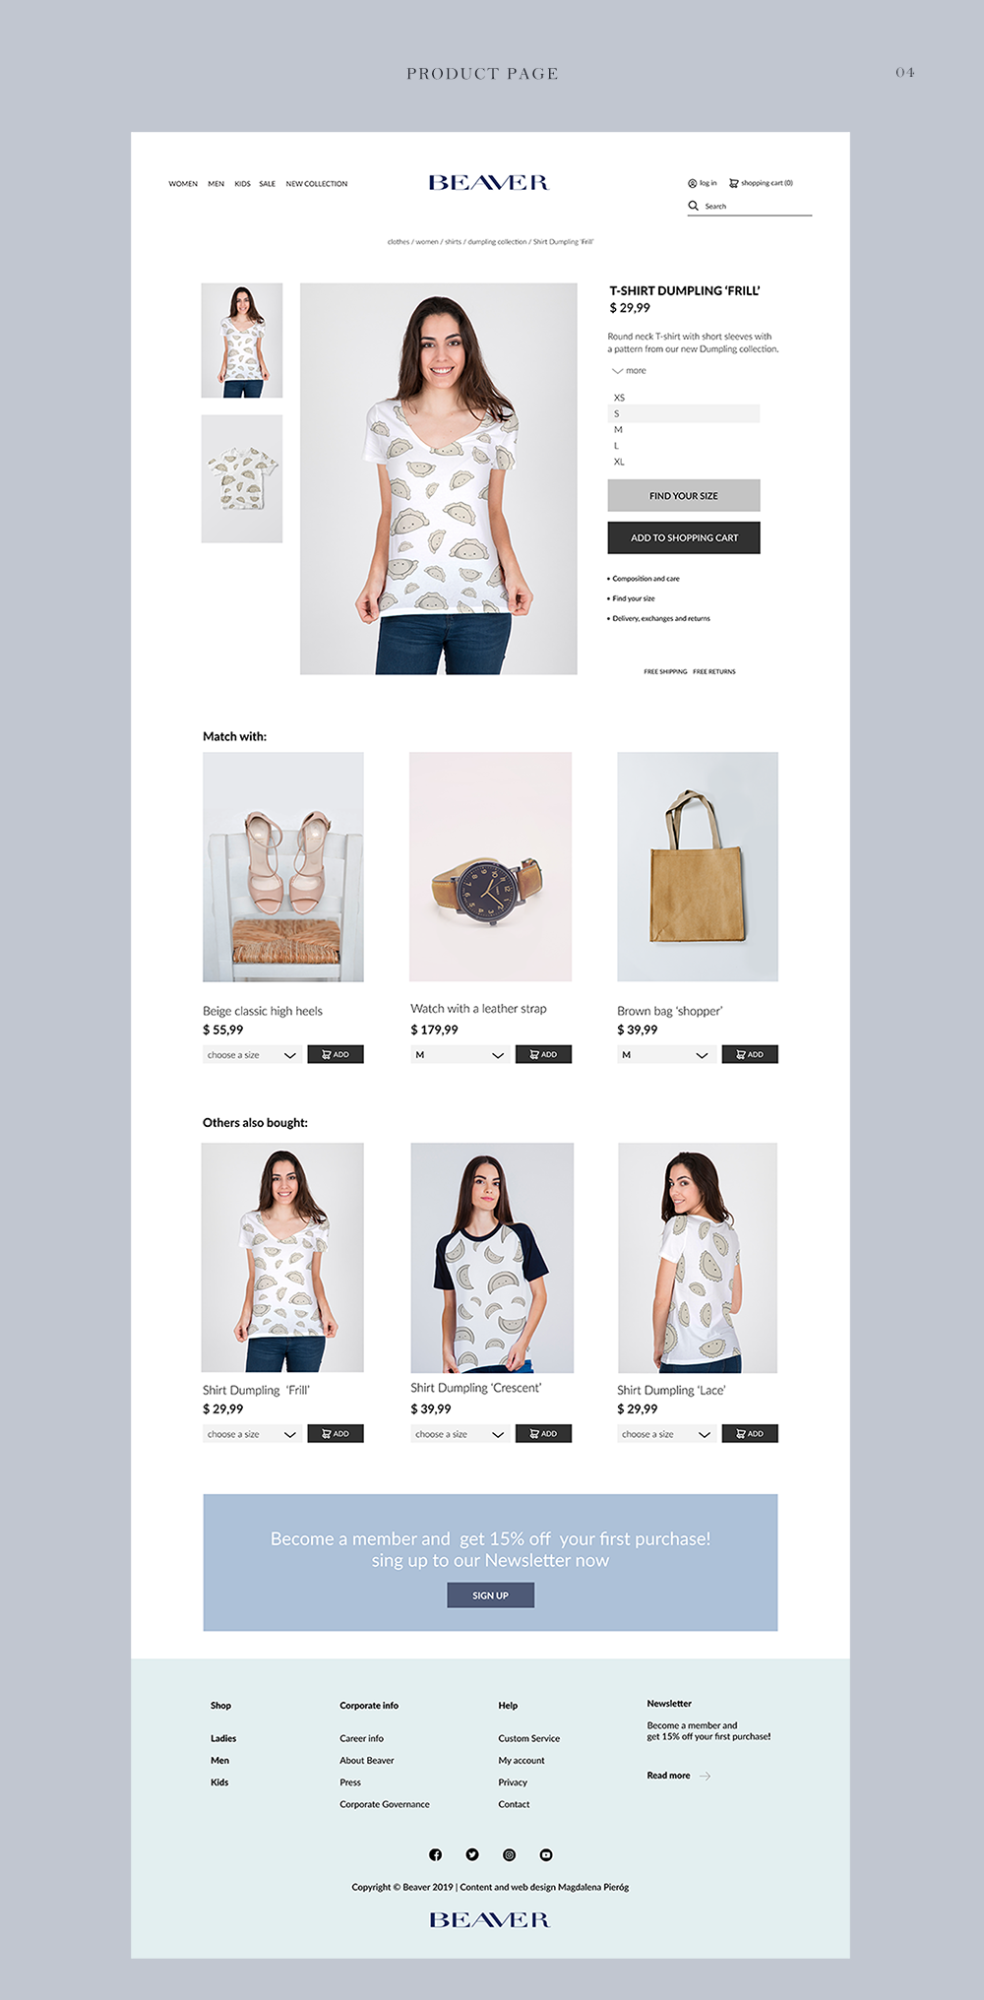 PRODUCT PAGE
04
WOMEN MEN KIDS SALE NEW COLLECTION
BEAVER
log in shopping cart (0)
Search
clothes / women / shirts / dumpling collection / Shirt Dumpling 'Frill'
T-SHIRT DUMPLING 'FRILL'
$ 29,99
Round neck T-shirt with short sleeves with
a pattern from our new Dumpling collection.
more
XS
S
M
L
XL
FIND YOUR SIZE
ADD TO SHOPPING CART
• Composition and care
• Find your size
• Delivery, exchanges and returns
FREE SHIPPING FREE RETURNS
Match with:
Beige classic high heels
$ 55,99
choose a size ADD
Watch with a leather strap
$ 179,99
M ADD
Brown bag 'shopper'
$ 39,99
M ADD
Others also bought:
Shirt Dumpling 'Frill'
$ 29,99
choose a size ADD
Shirt Dumpling 'Crescent'
$ 39,99
choose a size ADD
Shirt Dumpling 'Lace'
$ 29,99
choose a size ADD
Become a member and get 15% off your first purchase!
sing up to our Newsletter now
SIGN UP
Shop
Ladies
Men
Kids
Corporate info
Career info
About Beaver
Press
Corporate Governance
Help
Custom Service
My account
Privacy
Contact
Newsletter
Become a member and
get 15% off your first purchase!
Read more
Copyright © Beaver 2019 | Content and web design Magdalena Pieróg
BEAVER